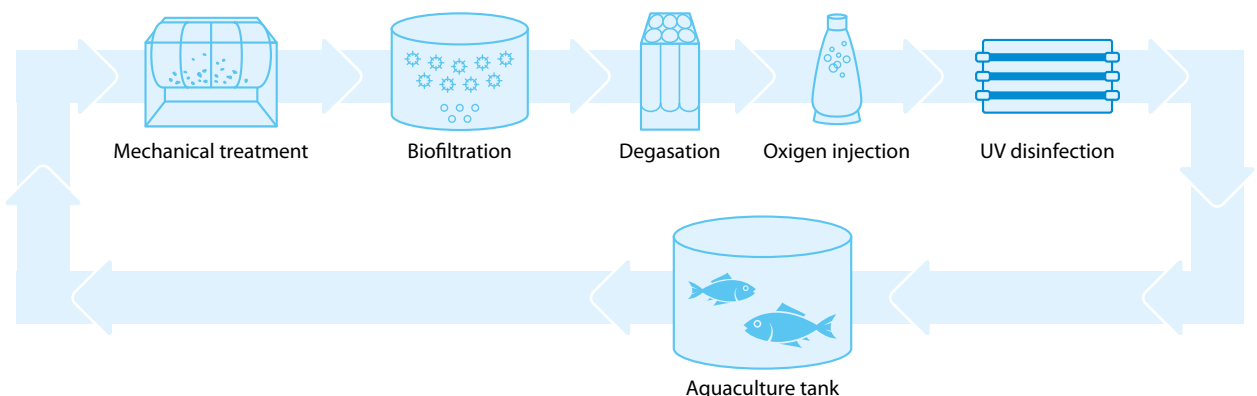 Mechanical treatment
Biofiltration
Degasation
Oxigen injection
UV disinfection
Aquaculture tank